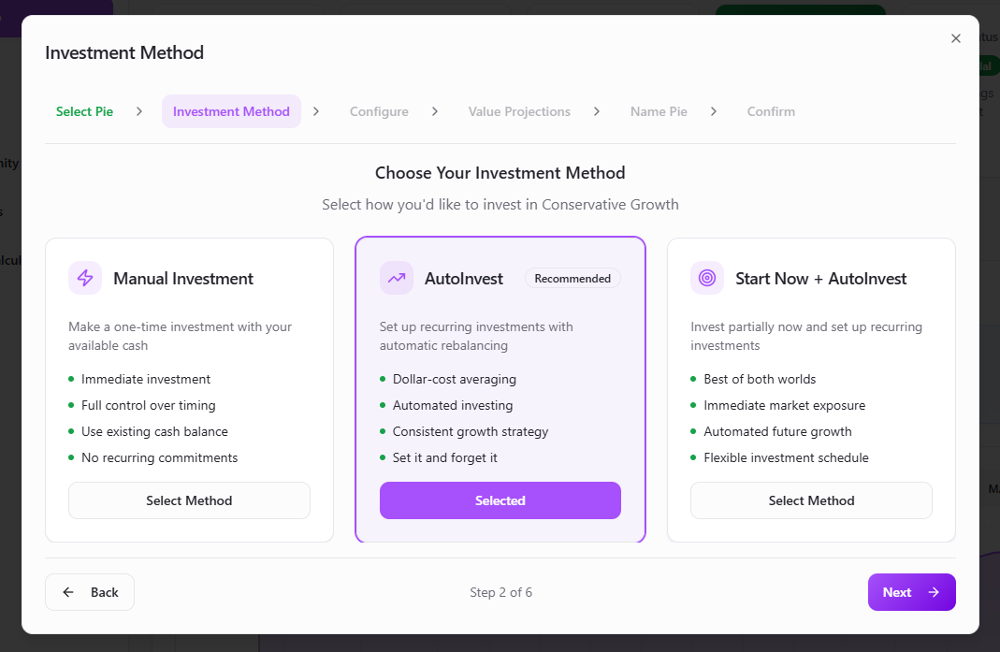 Investment Method
Select Pie
Investment Method
Configure
Value Projections
Name Pie
Confirm
Choose Your Investment Method
Select how you'd like to invest in Conservative Growth
Manual Investment
Make a one-time investment with your
available cash
Immediate investment
Full control over timing
Use existing cash balance
No recurring commitments
Select Method
AutoInvest
Recommended
Set up recurring investments with
automatic rebalancing
Dollar-cost averaging
Automated investing
Consistent growth strategy
Set it and forget it
Selected
Start Now + AutoInvest
Invest partially now and set up recurring
investments
Best of both worlds
Immediate market exposure
Automated future growth
Flexible investment schedule
Select Method
Back
Step 2 of 6
Next